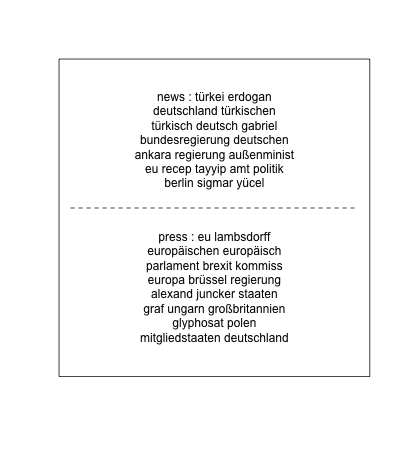 news : türkei erdogan
deutschland türkischen
türkisch deutsch gabriel
bundesregierung deutschen
ankara regierung außenminist
eu recep tayyip amt politik
berlin sigmar yücel
press : eu lambsdorff
europäischen europäisch
parlament brexit kommiss
europa brüssel regierung
alexand juncker staaten
graf ungarn großbritannien
glyphosat polen
mitgliedstaaten deutschland